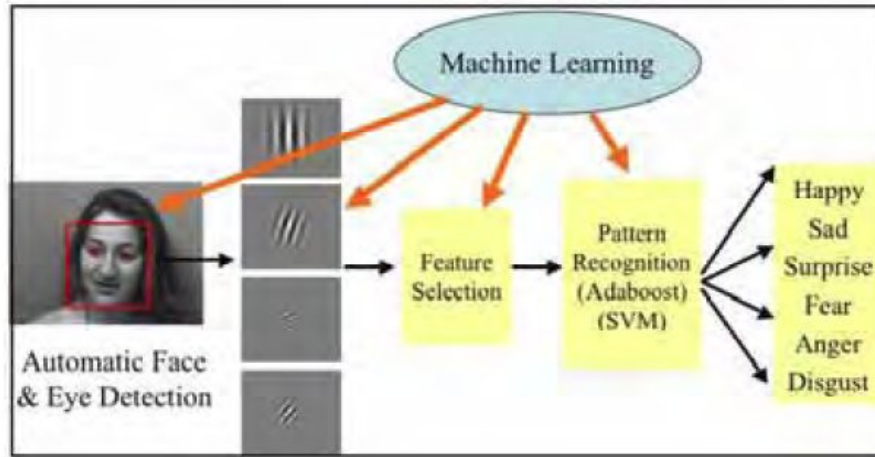 Machine Learning
Automatic Face
& Eye Detection
Feature
Selection
Pattern
Recognition
(Adaboost)
(SVM)
Happy
Sad
Surprise
Fear
Anger
Disgust